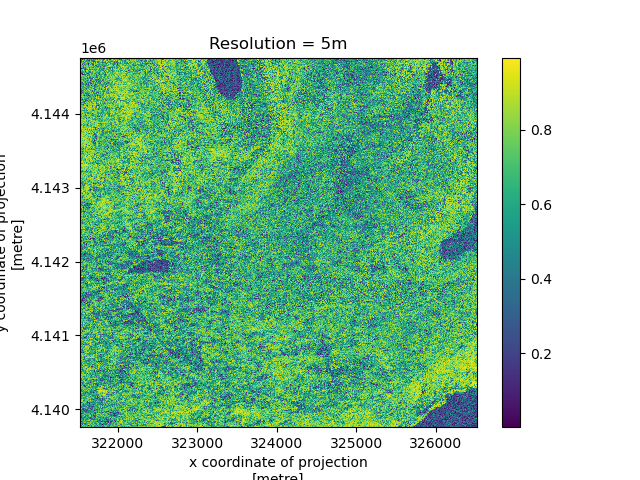 Resolution = 5m
1e6
4.144
4.143
4.142
4.141
4.140
322000 323000 324000 325000 326000
x coordinate of projection
[metre]
y coordinate of projection
[metre]
0.8
0.6
0.4
0.2